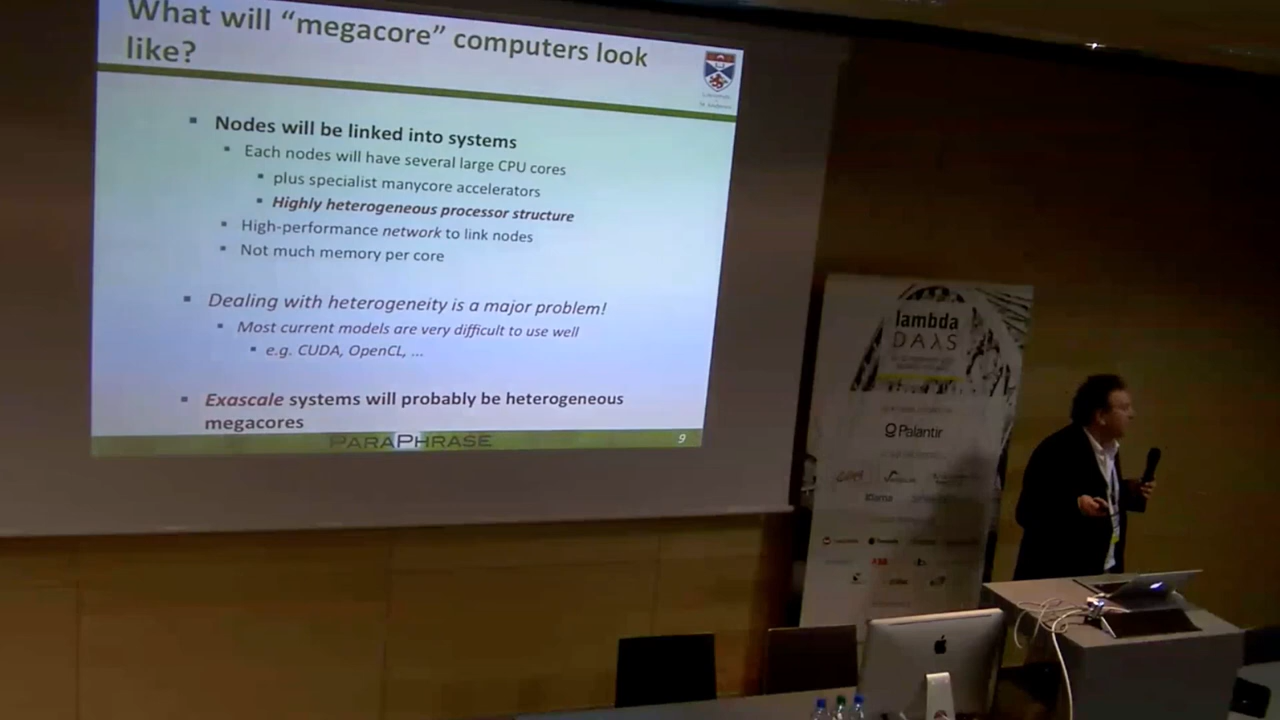 What will “megacore” computers look
like?
Nodes will be linked into systems
Each nodes will have several large CPU cores
plus specialist manycore accelerators
Highly heterogeneous processor structure
High-performance network to link nodes
Not much memory per core
Dealing with heterogeneity is a major problem!
Most current models are very difficult to use well
e.g. CUDA, OpenCL, ...
Exascale systems will probably be heterogeneous
megacores
PARAPHRASE
9
lambda
DAλS
Palantir
Klarna
ABB